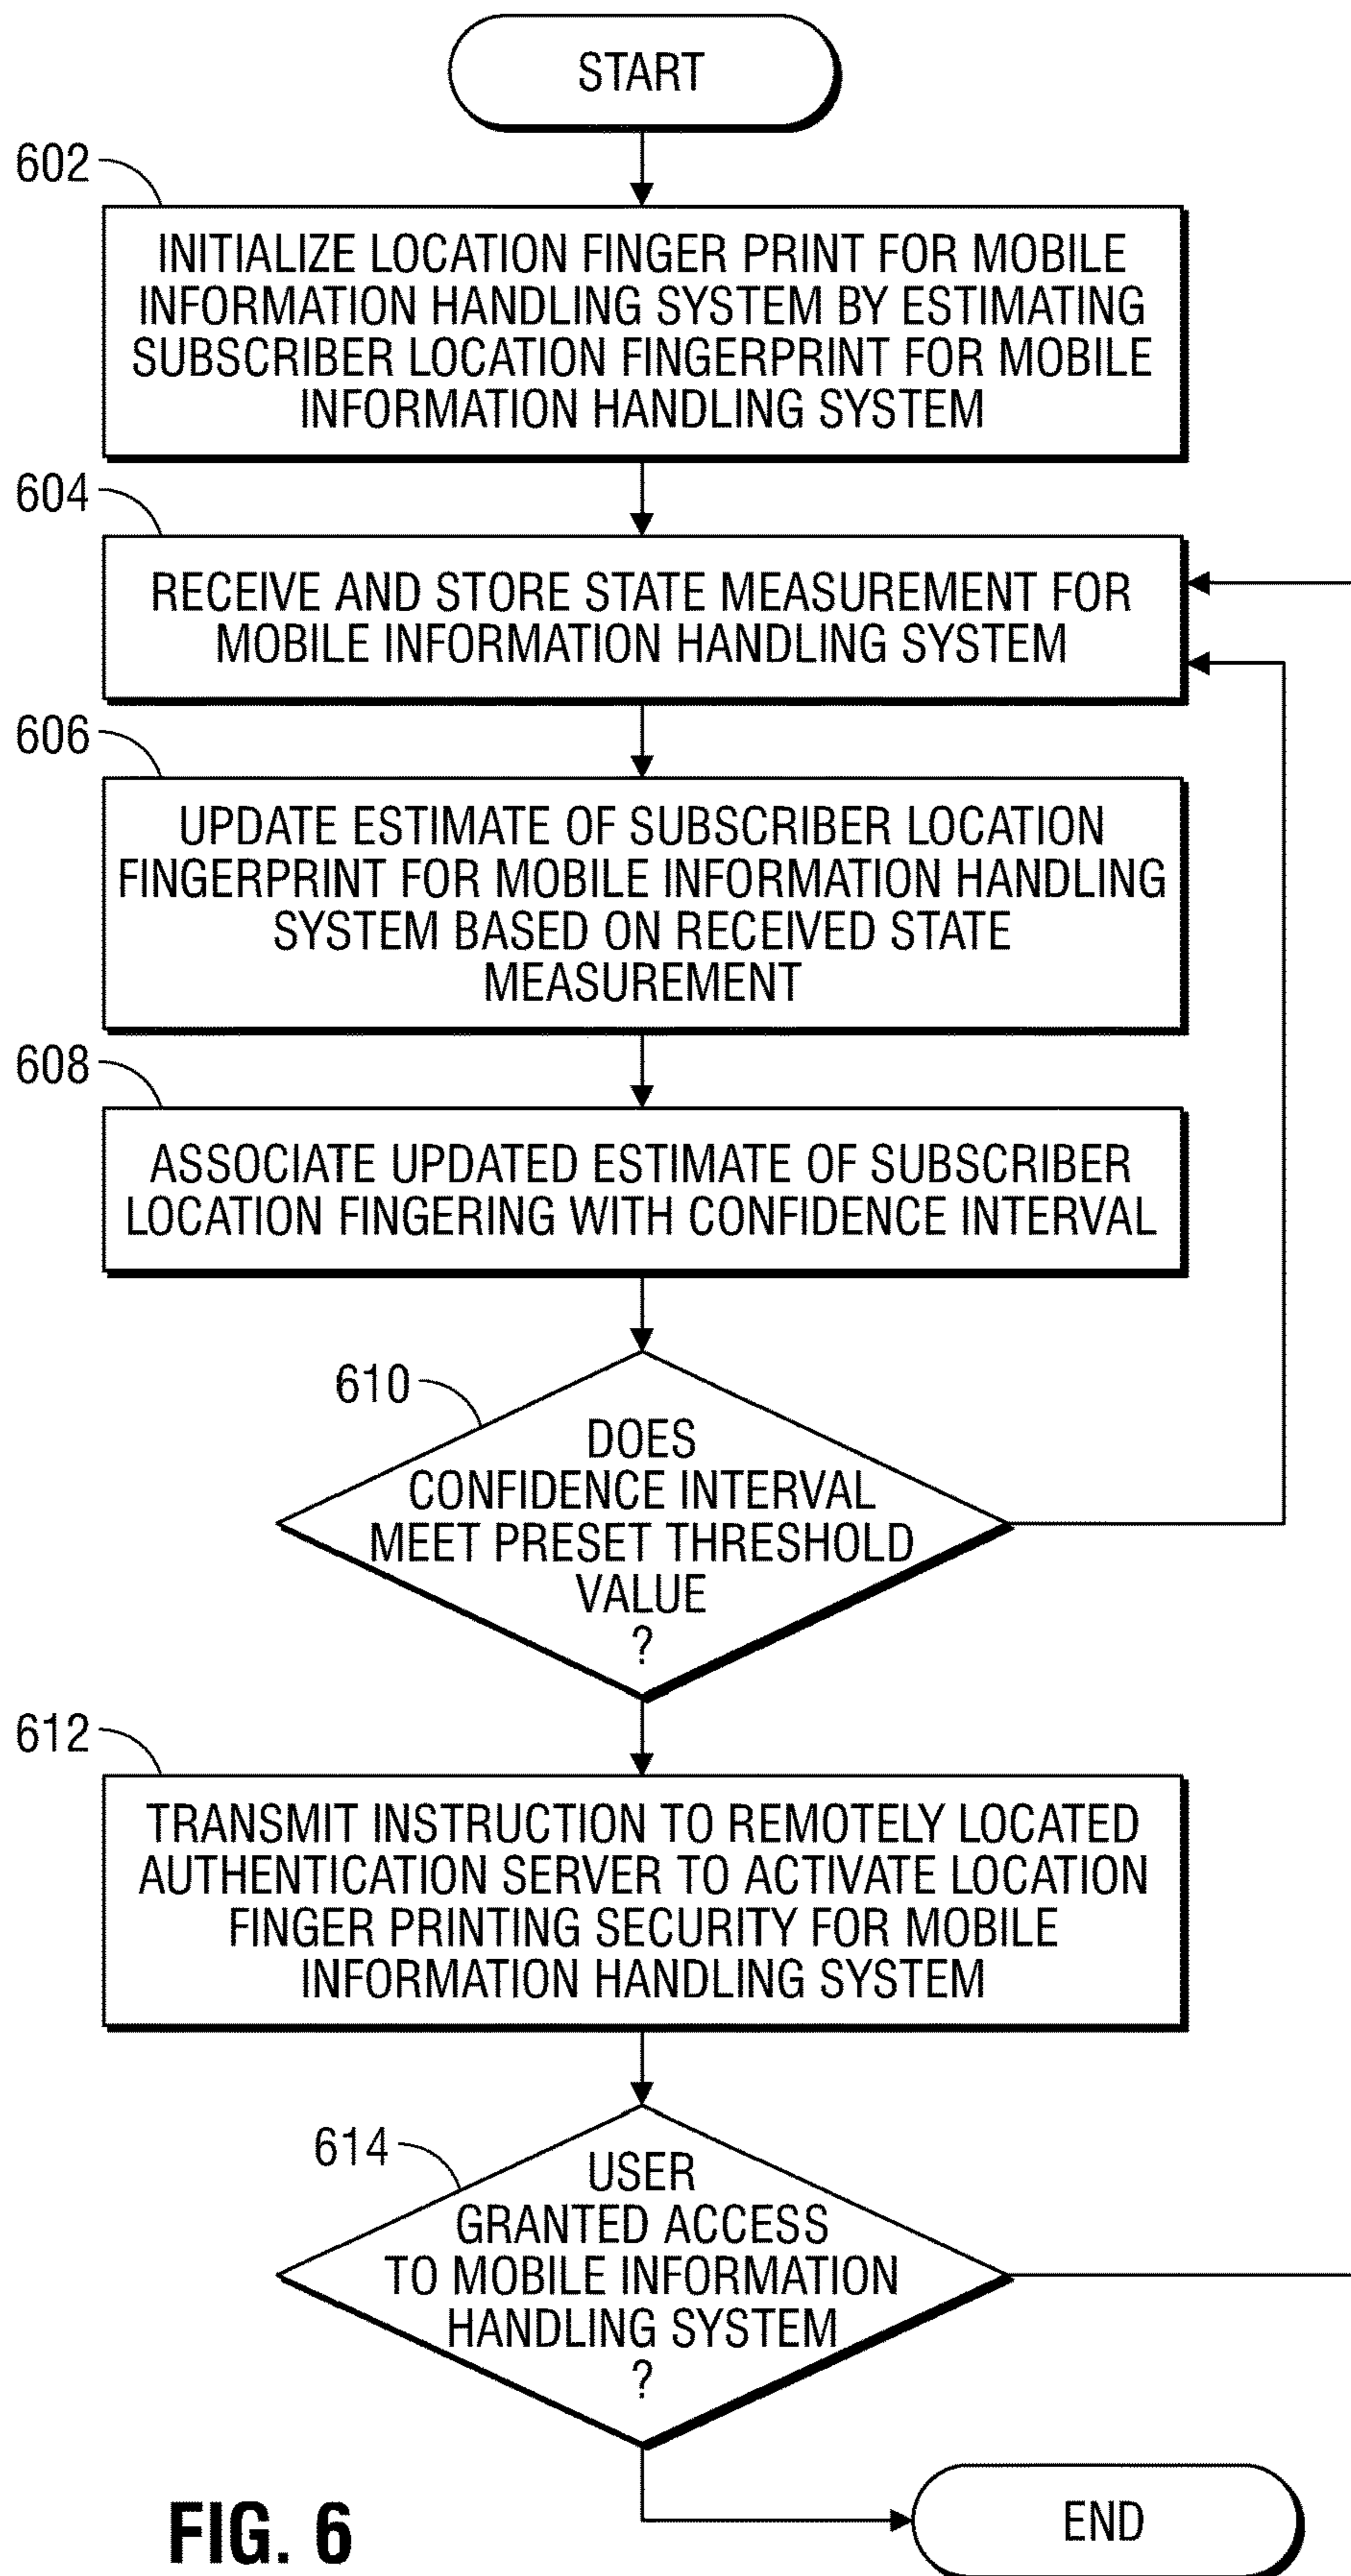 START
602
INITIALIZE LOCATION FINGER PRINT FOR MOBILE
INFORMATION HANDLING SYSTEM BY ESTIMATING
SUBSCRIBER LOCATION FINGERPRINT FOR MOBILE
INFORMATION HANDLING SYSTEM
604
RECEIVE AND STORE STATE MEASUREMENT FOR
MOBILE INFORMATION HANDLING SYSTEM
606
UPDATE ESTIMATE OF SUBSCRIBER LOCATION
FINGERPRINT FOR MOBILE INFORMATION HANDLING
SYSTEM BASED ON RECEIVED STATE
MEASUREMENT
608
ASSOCIATE UPDATED ESTIMATE OF SUBSCRIBER
LOCATION FINGERING WITH CONFIDENCE INTERVAL
610
DOES
CONFIDENCE INTERVAL
MEET PRESET THRESHOLD
VALUE
?
612
TRANSMIT INSTRUCTION TO REMOTELY LOCATED
AUTHENTICATION SERVER TO ACTIVATE LOCATION
FINGER PRINTING SECURITY FOR MOBILE
INFORMATION HANDLING SYSTEM
614
USER
GRANTED ACCESS
TO MOBILE INFORMATION
HANDLING SYSTEM
?
END
FIG. 6